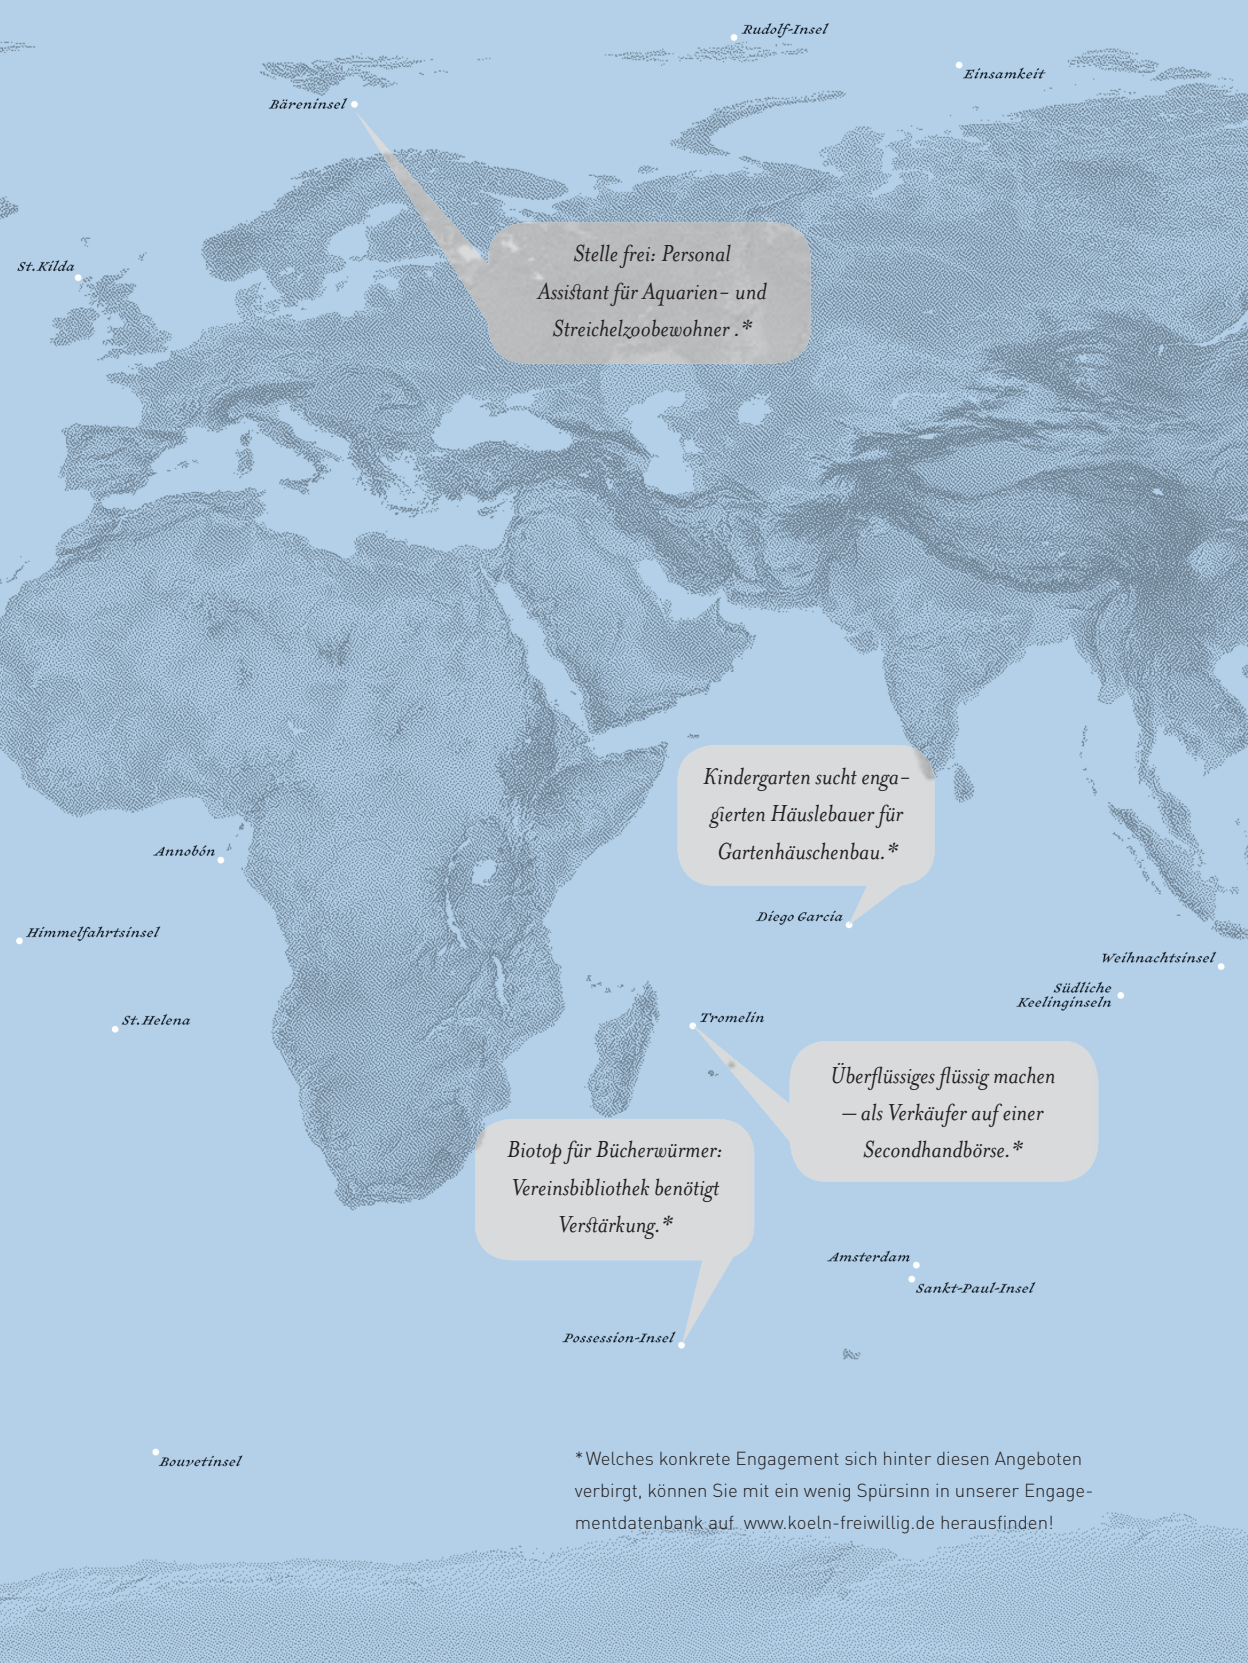 Rudolf-Insel
Einsamkeit
Bäreninsel
St. Kilda
Stelle frei: Personal
Assistant für Aquarien- und
Streichelzoobewohner .*
Kindergarten sucht enga-
gierten Häuslebauer für
Gartenhäuschenbau.*
Annobón
Diego Garcia
Himmelfahrtsinsel
Weihnachtsinsel
Südliche
Keelinginseln
St. Helena
Tromelin
Überflüssiges flüssig machen
– als Verkäufer auf einer
Secondhandbörse.*
Biotop für Bücherwürmer:
Vereinsbibliothek benötigt
Verstärkung.*
Amsterdam
Sankt-Paul-Insel
Possession-Insel
Bouvetinsel
* Welches konkrete Engagement sich hinter diesen Angeboten
verbirgt, können Sie mit ein wenig Spürsinn in unserer Engage-
mentdatenbank auf www.koeln-freiwillig.de herausfinden!